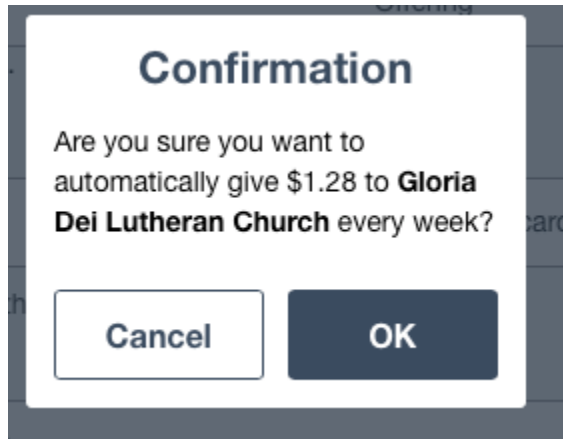 Offering
Confirmation
Are you sure you want to
automatically give $1.28 to Gloria
Dei Lutheran Church every week?
Cancel
OK